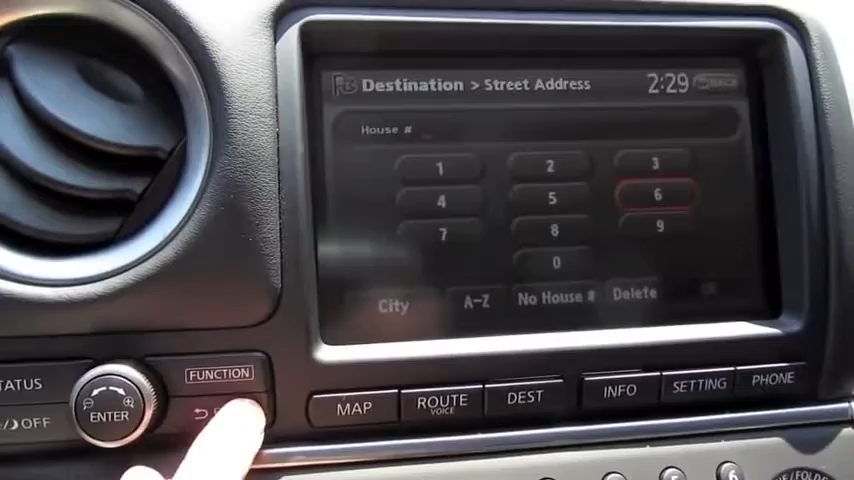 Destination > Street Address 2:29
House #
1 2 3
4 5 6
7 8 9
0
City A-Z No House # Delete
STATUS FUNCTION
ENTER
OFF
MAP ROUTE VOICE DEST INFO SETTING PHONE